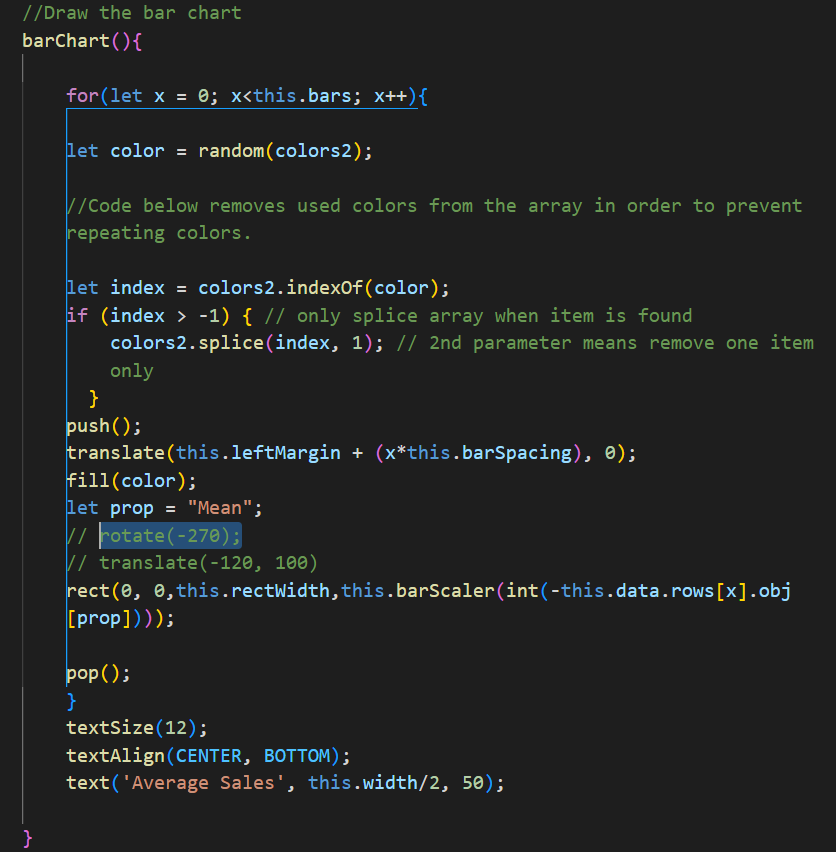 //Draw the bar chart
barChart(){
for(let x = 0; x<this.bars; x++){
let color = random(colors2);
//Code below removes used colors from the array in order to prevent
repeating colors.
let index = colors2.indexOf(color);
if (index > -1) { // only splice array when item is found
colors2.splice(index, 1); // 2nd parameter means remove one item
only
}
push();
translate(this.leftMargin + (x*this.barSpacing), 0);
fill(color);
let prop = "Mean";
// rotate(-270);
// translate(-120, 100)
rect(0, 0,this.rectWidth,this.barScaler(int(-this.data.rows[x].obj
[prop])));
pop();
}
textSize(12);
textAlign(CENTER, BOTTOM);
text('Average Sales', this.width/2, 50);
}